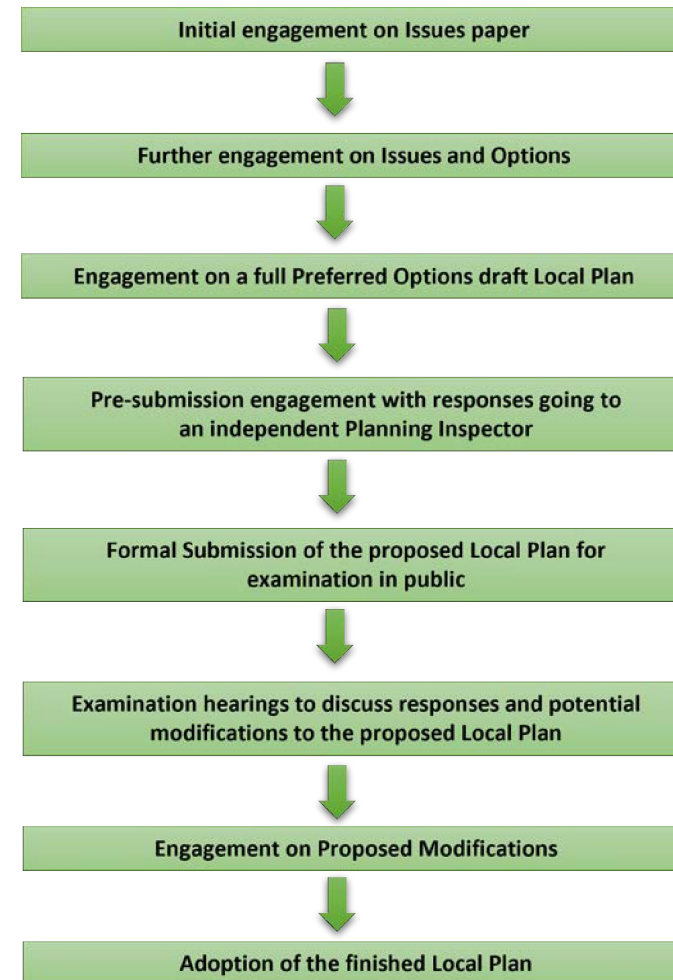 Initial engagement on Issues paper
Further engagement on Issues and Options
Engagement on a full Preferred Options draft Local Plan
Pre-submission engagement with responses going to
an independent Planning Inspector
Formal Submission of the proposed Local Plan for
examination in public
Examination hearings to discuss responses and potential
modifications to the proposed Local Plan
Engagement on Proposed Modifications
Adoption of the finished Local Plan